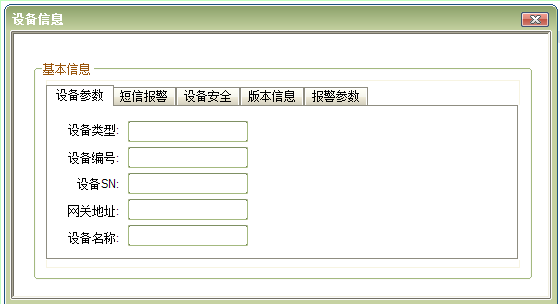 设备信息
基本信息
设备参数 短信报警 设备安全 版本信息 报警参数
设备类型:
设备编号:
设备SN:
网关地址:
设备名称: